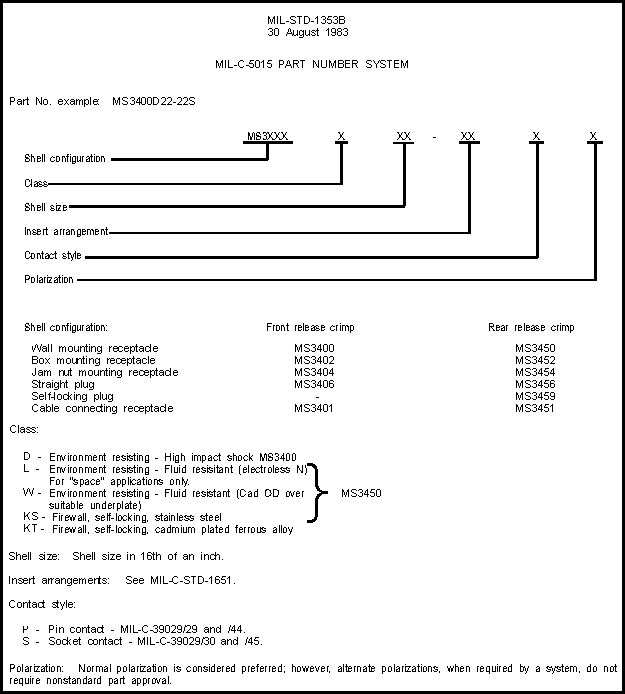 MIL-STD-1353B
30 August 1983
MIL-C-5015 PART NUMBER SYSTEM
Part No. example: MS3400D22-22S
MS3XXX X XX - XX X X
Shell configuration
Class
Shell size
Insert arrangement
Contact style
Polarization
Shell configuration: Front release crimp Rear release crimp
Wall mounting receptacle MS3400 MS3450
Box mounting receptacle MS3402 MS3452
Jam nut mounting receptacle MS3404 MS3454
Straight plug MS3406 MS3456
Self-locking plug - MS3459
Cable connecting receptacle MS3401 MS3451
Class:
D - Environment resisting - High impact shock MS3400
L - Environment resisting - Fluid resisitant (electroless N)
For "space" applications only.
W - Environment resisting - Fluid resistant (Cad OD over
suitable underplate)
MS3450
KS - Firewall, self-locking, stainless steel
KT - Firewall, self-locking, cadmium plated ferrous alloy
Shell size: Shell size in 16th of an inch.
Insert arrangements: See MIL-C-STD-1651.
Contact style:
P - Pin contact - MIL-C-39029/29 and /44.
S - Socket contact - MIL-C-39029/30 and /45.
Polarization: Normal polarization is considered preferred; however, alternate polarizations, when required by a system, do not
require nonstandard part approval.